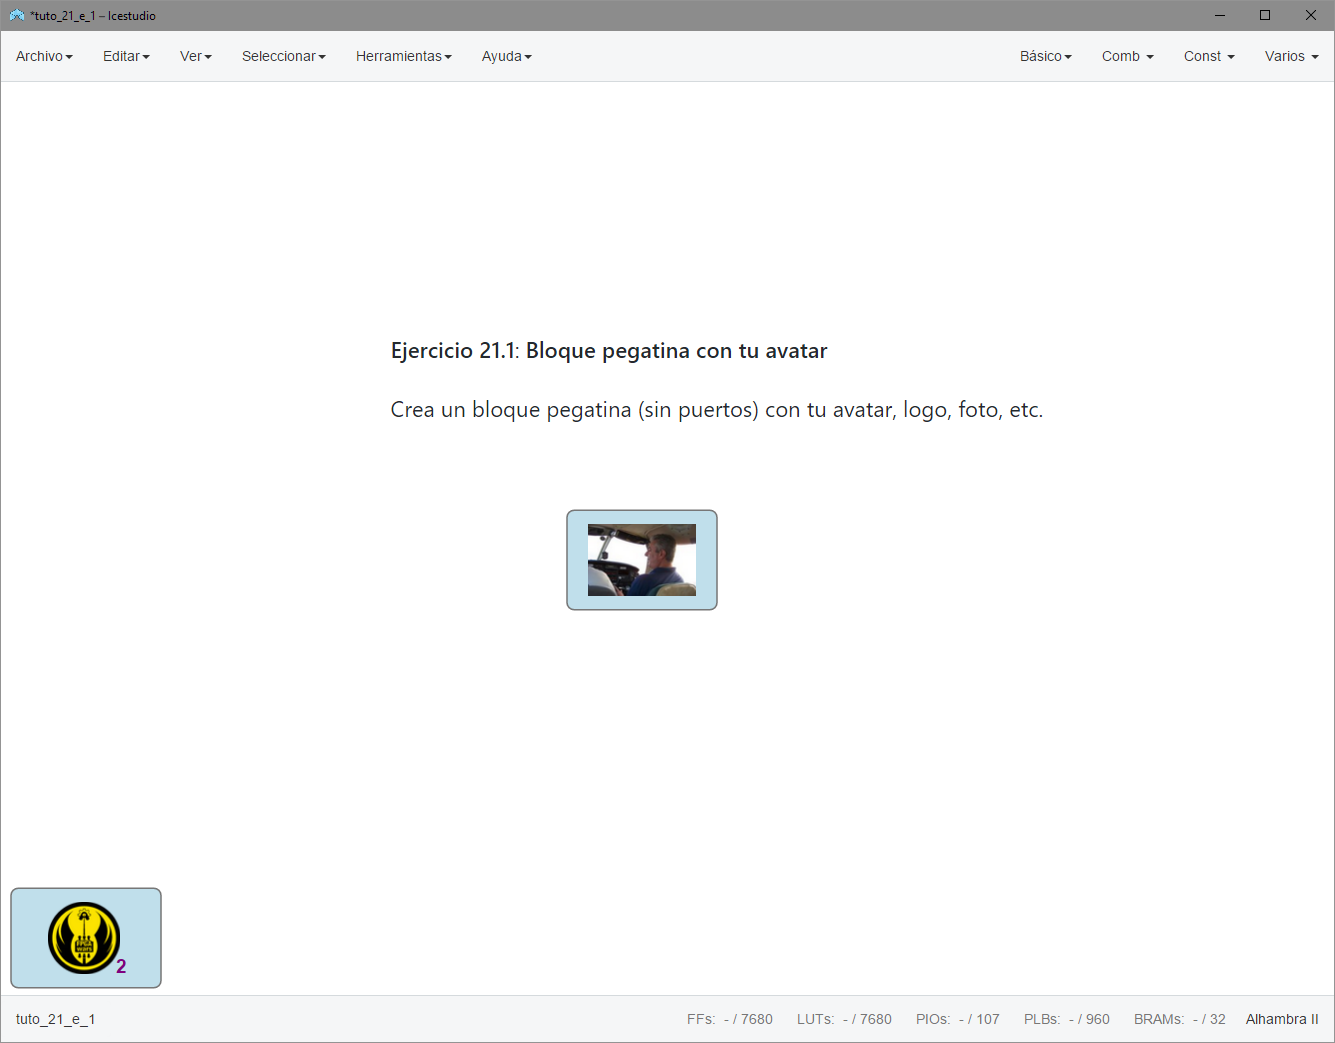 *tuto_21_e_1 – Icestudio
Archivo Editar Ver Seleccionar Herramientas Ayuda Básico Comb Const Varios
Ejercicio 21.1: Bloque pegatina con tu avatar
Crea un bloque pegatina (sin puertos) con tu avatar, logo, foto, etc.
FPGA
wars
2
tuto_21_e_1 FFs: - / 7680 LUTs: - / 7680 PIOs: - / 107 PLBs: - / 960 BRAMs: - / 32 Alhambra II